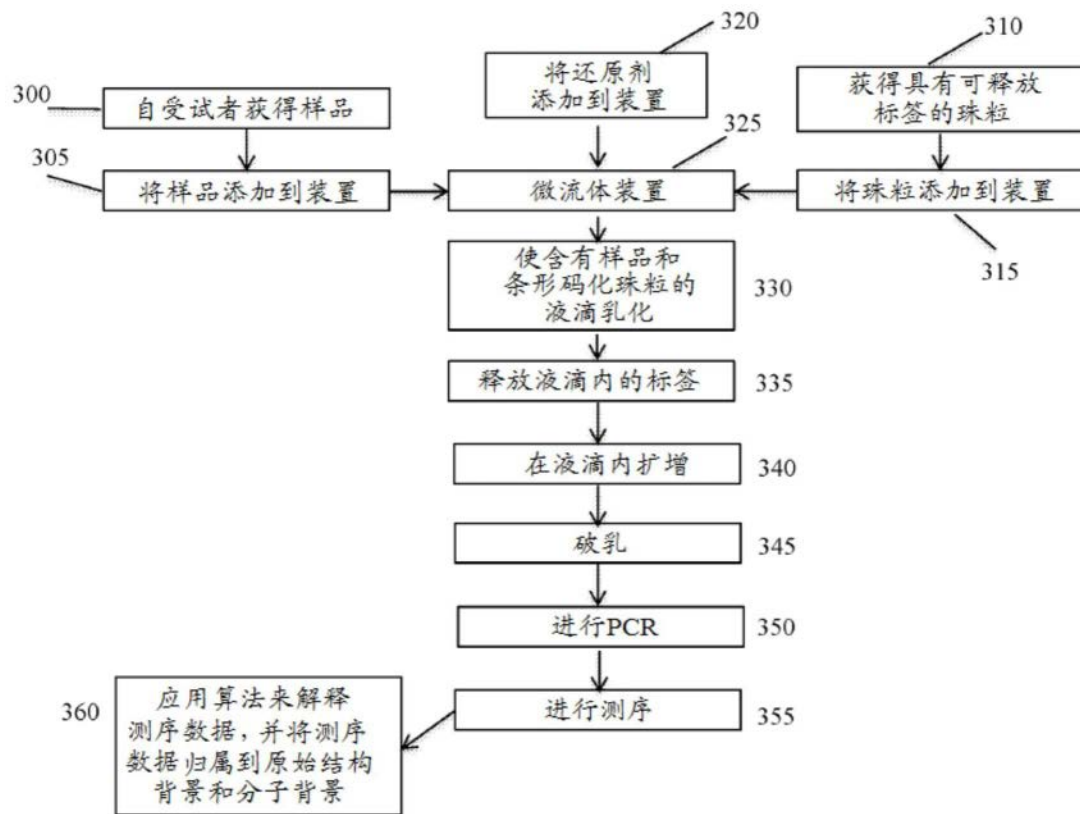 320
310
将还原剂
添加到装置
获得具有可释放
标签的珠粒
300
自受试者获得样品
325
305
将样品添加到装置
微流体装置
将珠粒添加到装置
315
使含有样品和
条形码化珠粒的
液滴乳化
330
释放液滴内的标签
335
在液滴内扩增
340
破乳
345
进行PCR
350
进行测序
355
360
应用算法来解释
测序数据，并将测序
数据归属到原始结构
背景和分子背景